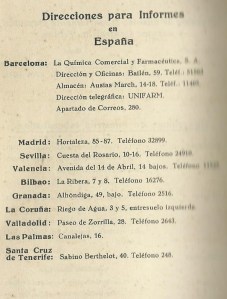 Direcciones para Informes
en
España
Barcelona: La Química Comercial y Farmacéutica, S. A.
Dirección y Oficinas: Bailén, 59. Teléf.
Almacén: Ausias March, 14-18. Teléf.
Dirección telegráfica: UNIFARM.
Apartado de Correos, 280.
Madrid: Hortaleza, 85-87. Teléfono 32899.
Sevilla: Cuesta del Rosario, 10-16. Teléfono
Valencia: Avenida del 14 de Abril, 14 bajos. Teléfono
Bilbao: La Ribera, 7 y 8. Teléfono 16276.
Granada: Alhóndiga, 49, bajo. Teléfono 2516.
La Coruña: Riego de Agua, 3 y 5, entresuelo izquierda.
Valladolid: Paseo de Zorrilla, 28. Teléfono 2663.
Las Palmas: Canalejas, 16.
Santa Cruz
de Tenerife: Sabino Berthelot, 40. Teléfono 248.